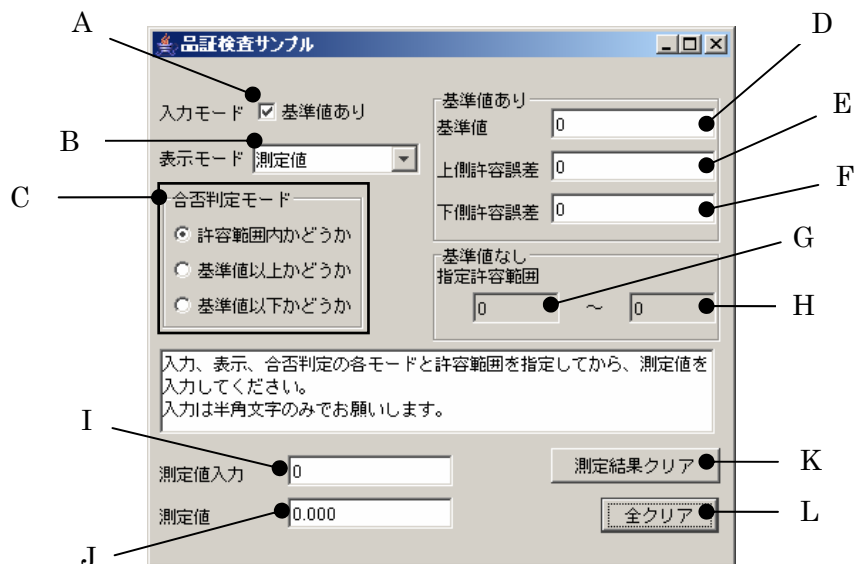 A
品証検査サンプル
D
入力モード 基準値あり
基準値あり
基準値 0
E
B
表示モード 測定値
上側許容誤差 0
F
C
合否判定モード
下側許容誤差 0
許容範囲内かどうか
G
基準値なし
指定許容範囲
基準値以上かどうか
基準値以下かどうか
0 ～ 0
H
入力、表示、合否判定の各モードと許容範囲を指定してから、測定値を
入力してください。
入力は半角文字のみでお願いします。
I
測定値入力 0
測定結果クリア
K
測定値 0.000
全クリア
L
J